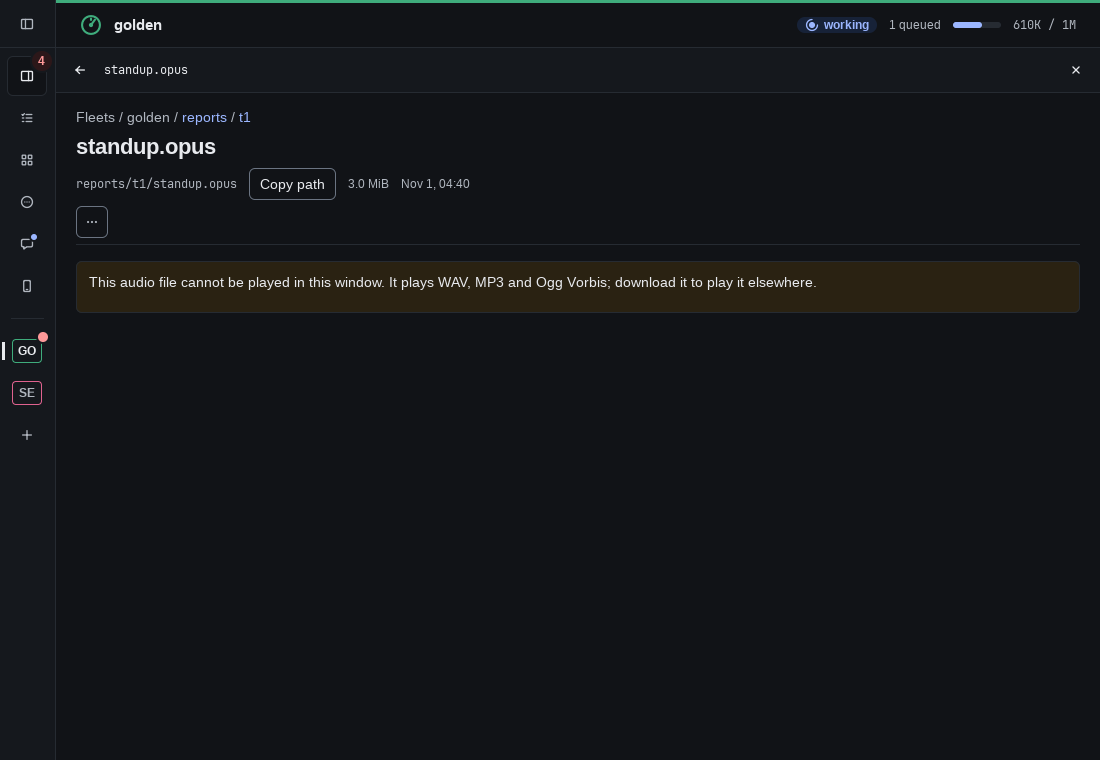 golden
working
1 queued
610K / 1M
4
standup.opus
Fleets / golden / reports / t1
standup.opus
reports/t1/standup.opus
Copy path
3.0 MiB
Nov 1, 04:40
This audio file cannot be played in this window. It plays WAV, MP3 and Ogg Vorbis; download it to play it elsewhere.
GO
SE